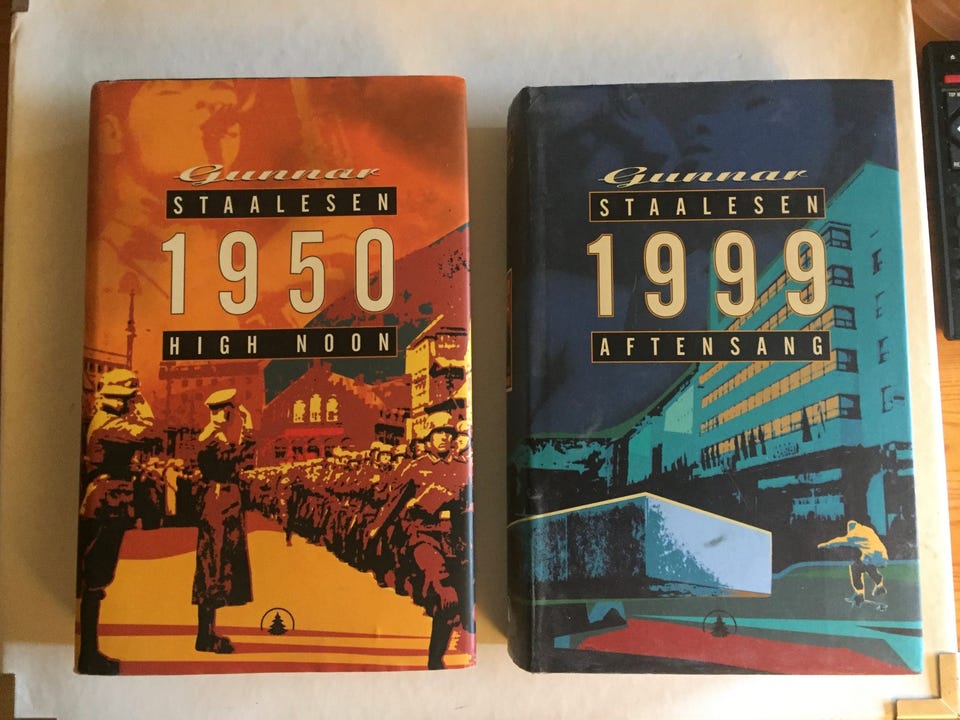 Gunnar
STAALESEN
1950
HIGH NOON
Gunnar
STAALESEN
1999
AFTENSANG